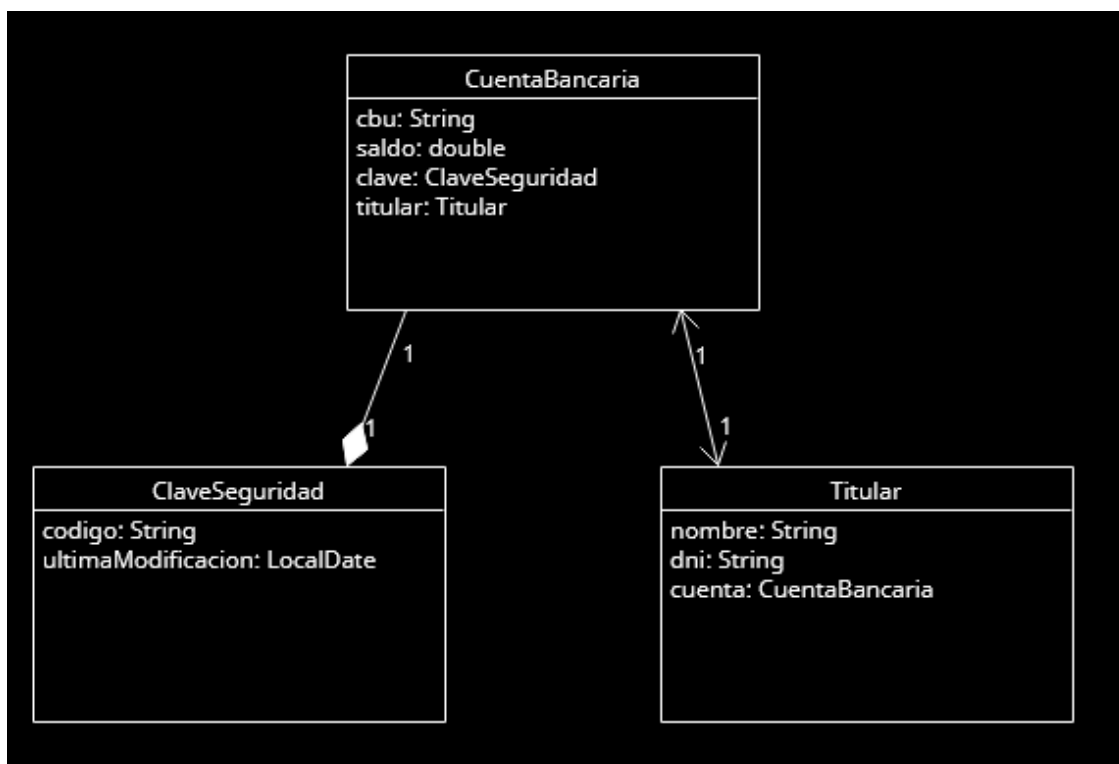 CuentaBancaria
cbu: String
saldo: double
clave: ClaveSeguridad
titular: Titular
1
1
1
1
ClaveSeguridad
codigo: String
ultimaModificacion: LocalDate
Titular
nombre: String
dni: String
cuenta: CuentaBancaria